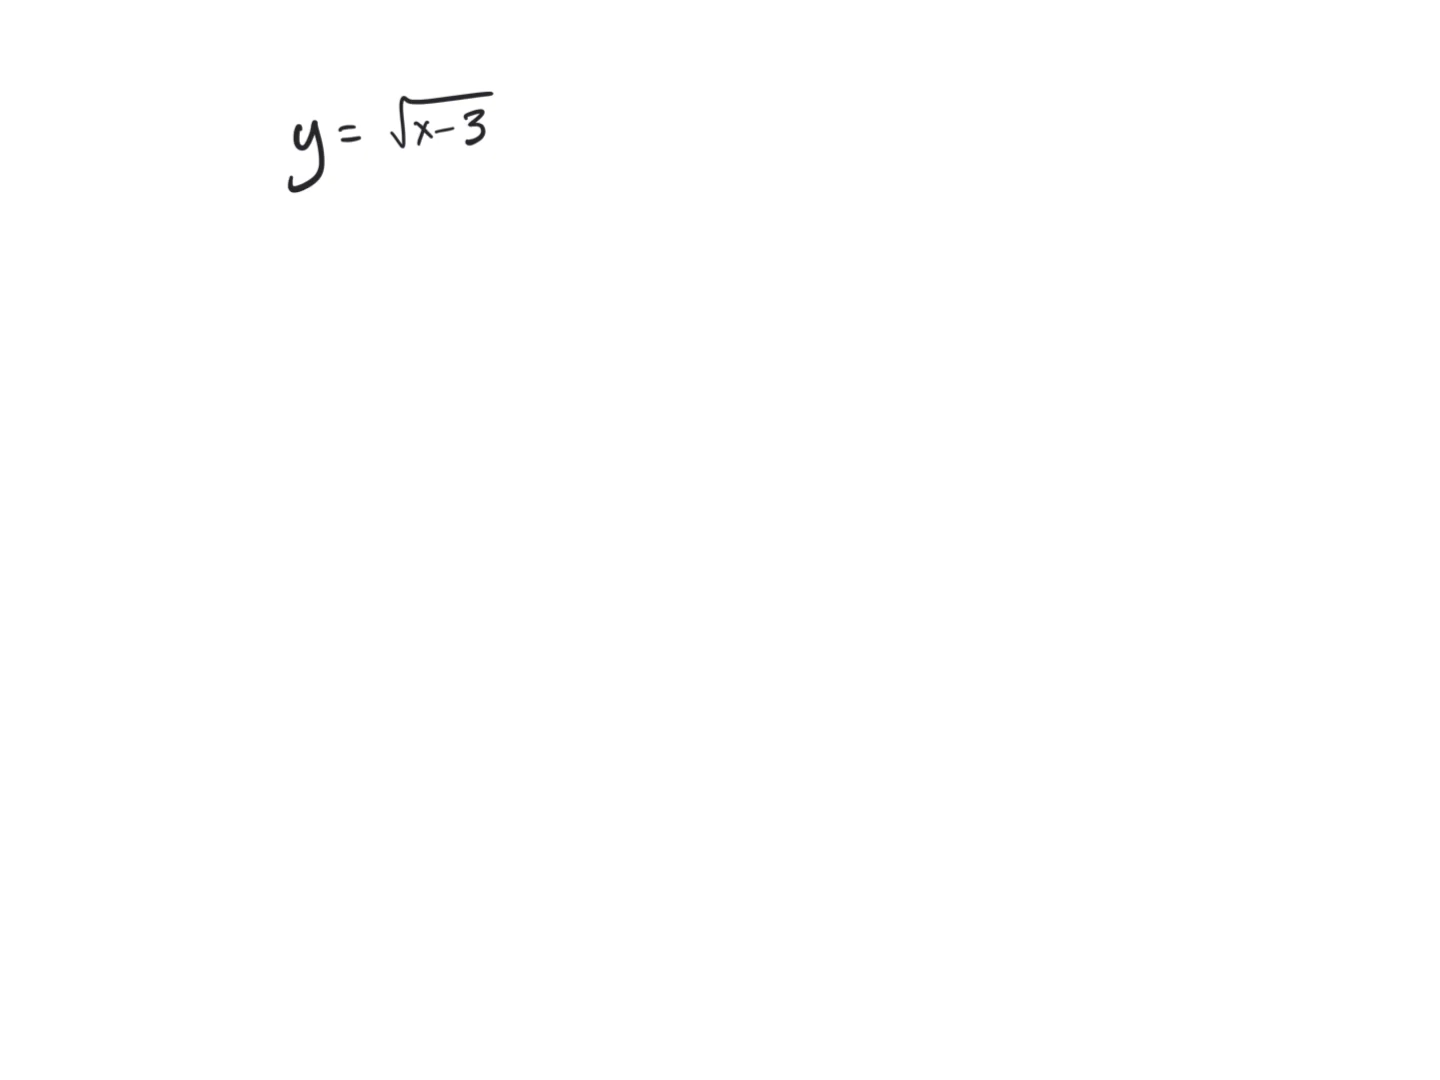 y = √(x-3)